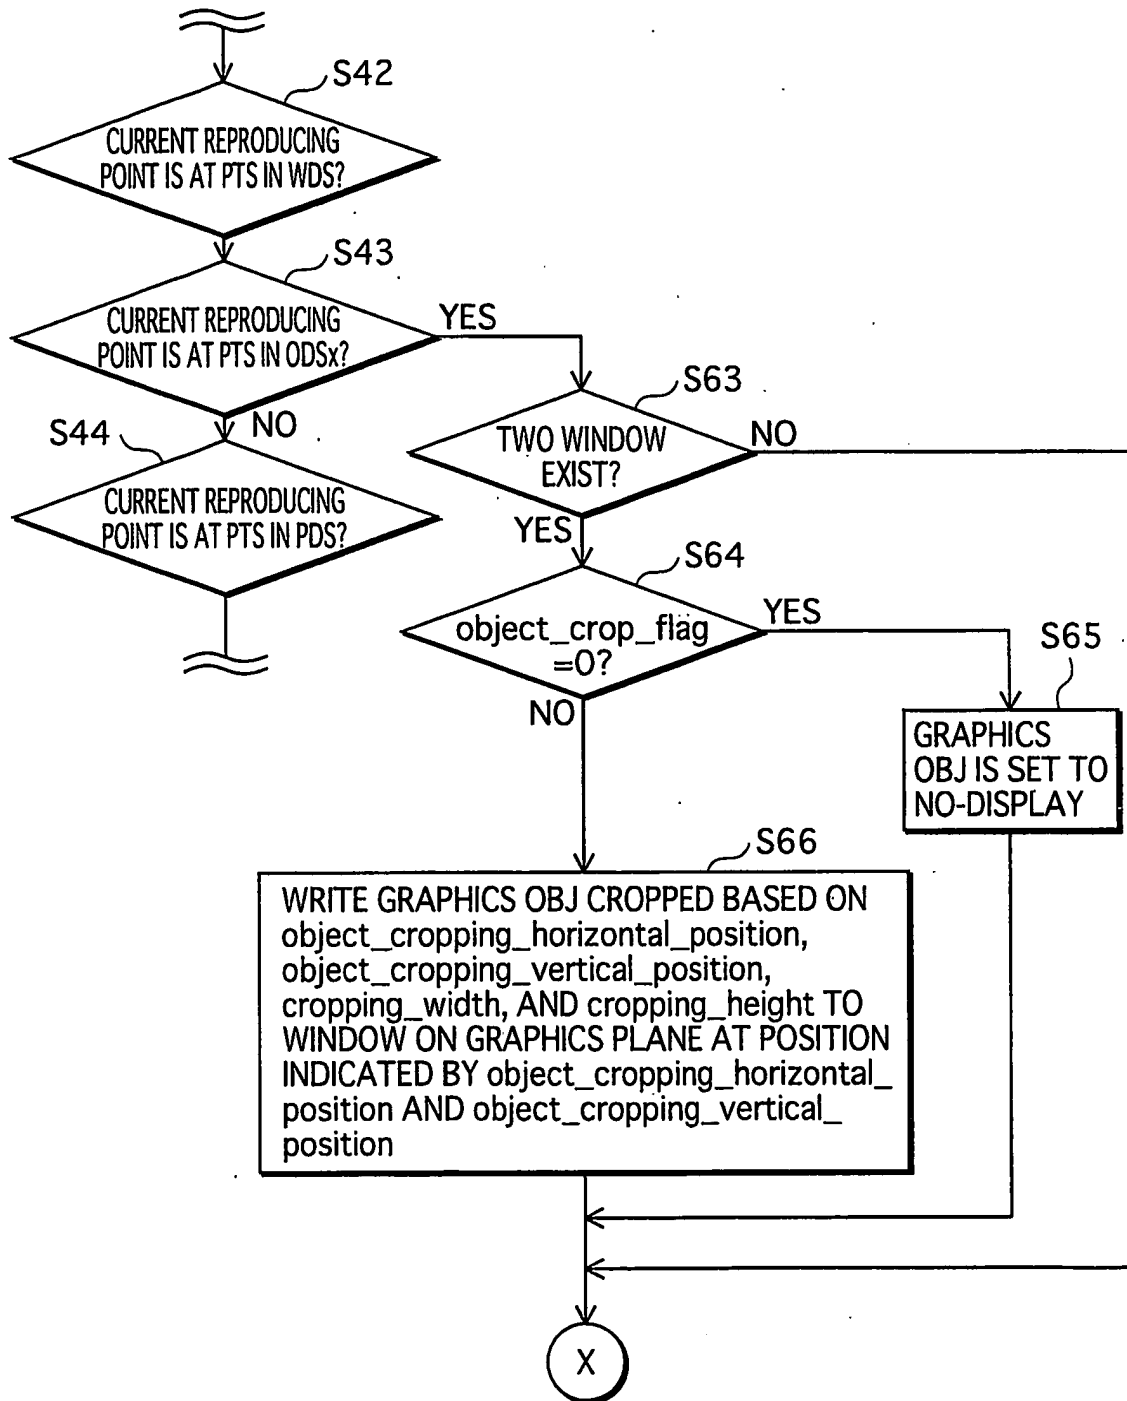 S42
CURRENT REPRODUCING
POINT IS AT PTS IN WDS?
S43
CURRENT REPRODUCING
POINT IS AT PTS IN ODSx?
YES
NO
S44
CURRENT REPRODUCING
POINT IS AT PTS IN PDS?
S63
TWO WINDOW
EXIST?
NO
YES
S64
object_crop_flag
=0?
YES
NO
S65
GRAPHICS
OBJ IS SET TO
NO-DISPLAY
S66
WRITE GRAPHICS OBJ CROPPED BASED ON
object_cropping_horizontal_position,
object_cropping_vertical_position,
cropping_width, AND cropping_height TO
WINDOW ON GRAPHICS PLANE AT POSITION
INDICATED BY object_cropping_horizontal_
position AND object_cropping_vertical_
position
X